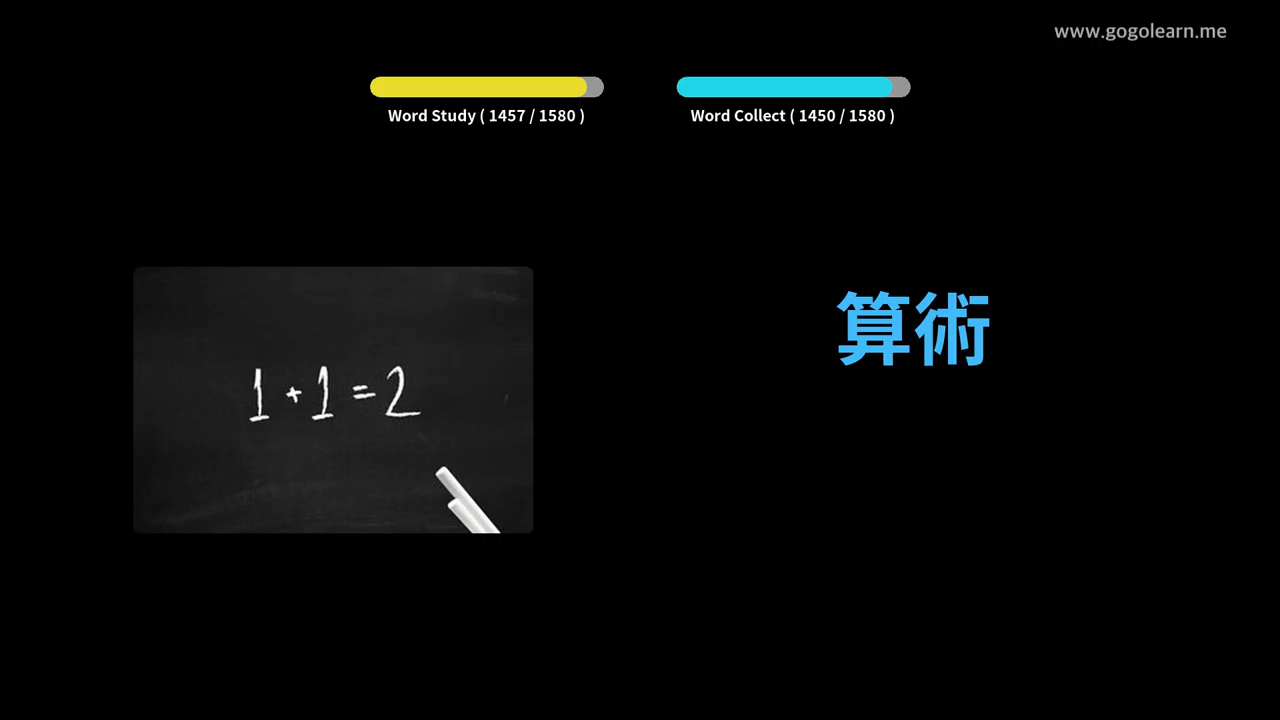 www.gogolearn.me
Word Study ( 1457 / 1580 )
Word Collect ( 1450 / 1580 )
1 + 1 = 2
算術